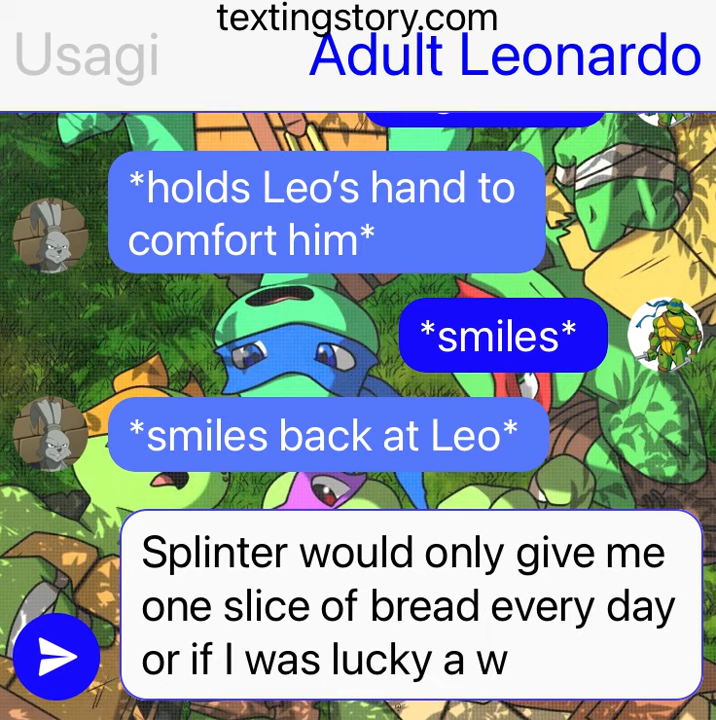 textingstory.com
Usagi
Adult Leonardo
*holds Leo’s hand to
comfort him*
*smiles*
*smiles back at Leo*
Splinter would only give me
one slice of bread every day
or if I was lucky a w